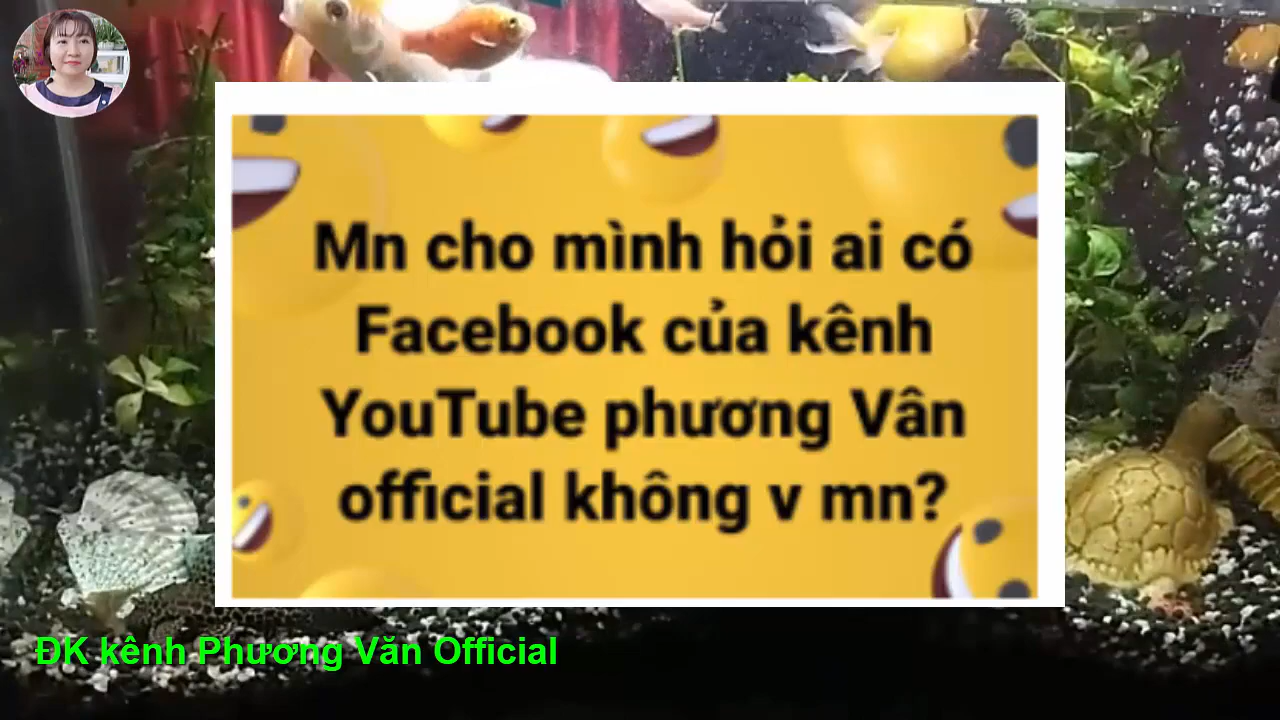 Mn cho mình hỏi ai có
Facebook của kênh
YouTube phương Vân
official không v mn?
ĐK kênh Phương Văn Official